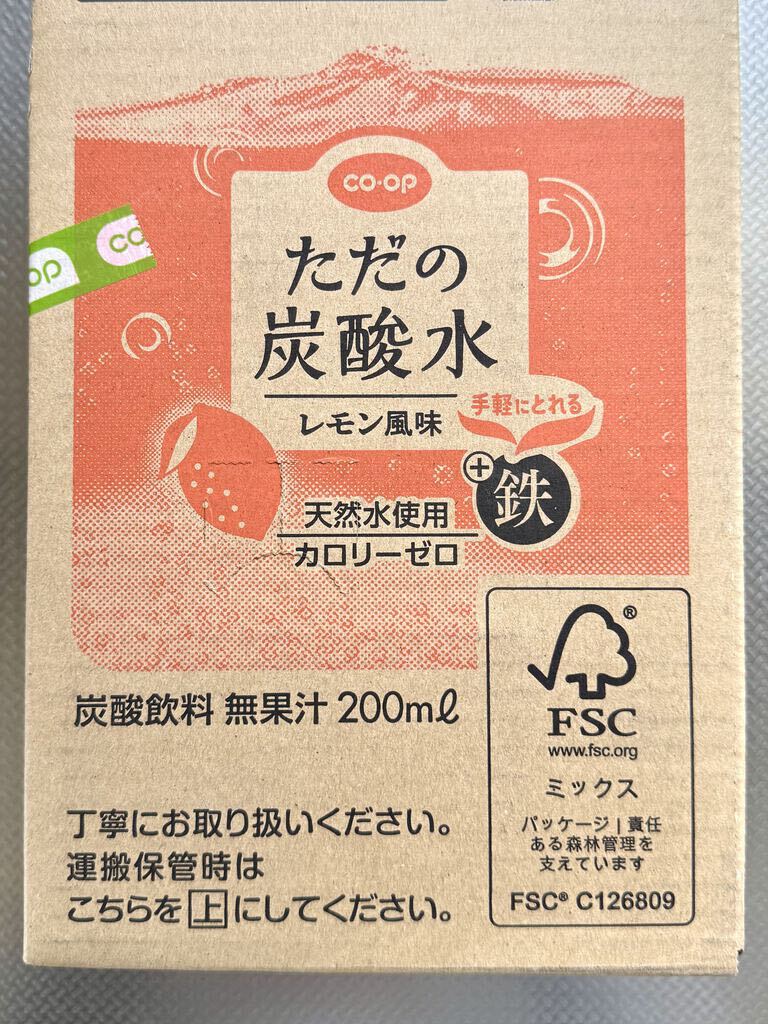 CO·OP
ただの
炭酸水
レモン風味
手軽にとれる
+鉄
天然水使用
カロリーゼロ
op co
炭酸飲料 無果汁 200mℓ
丁寧にお取り扱いください。
運搬保管時は
こちらを上にしてください。
FSC®
www.fsc.org
ミックス
パッケージ|責任
ある森林管理を
支えています
FSC® C126809